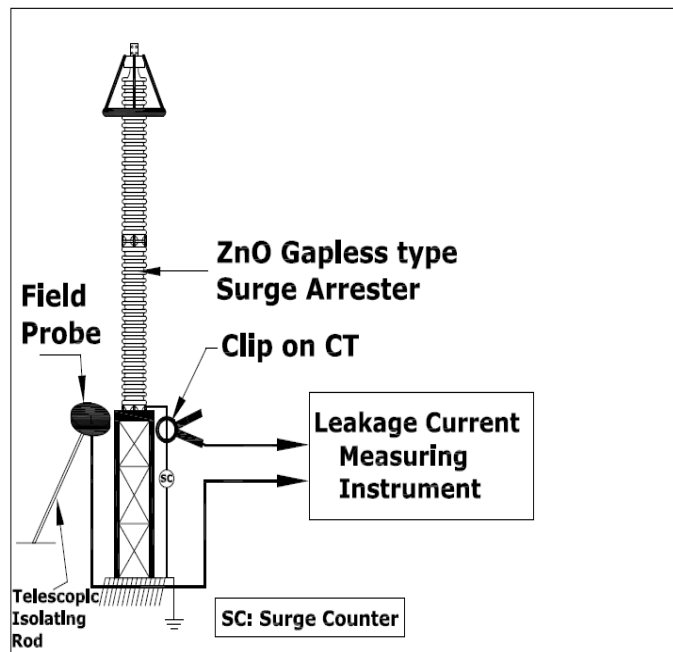 ZnO Gapless type
Surge Arrester
Field
Probe
Clip on CT
Leakage Current
Measuring
Instrument
SC
Telescopic
Isolating
Rod
SC: Surge Counter